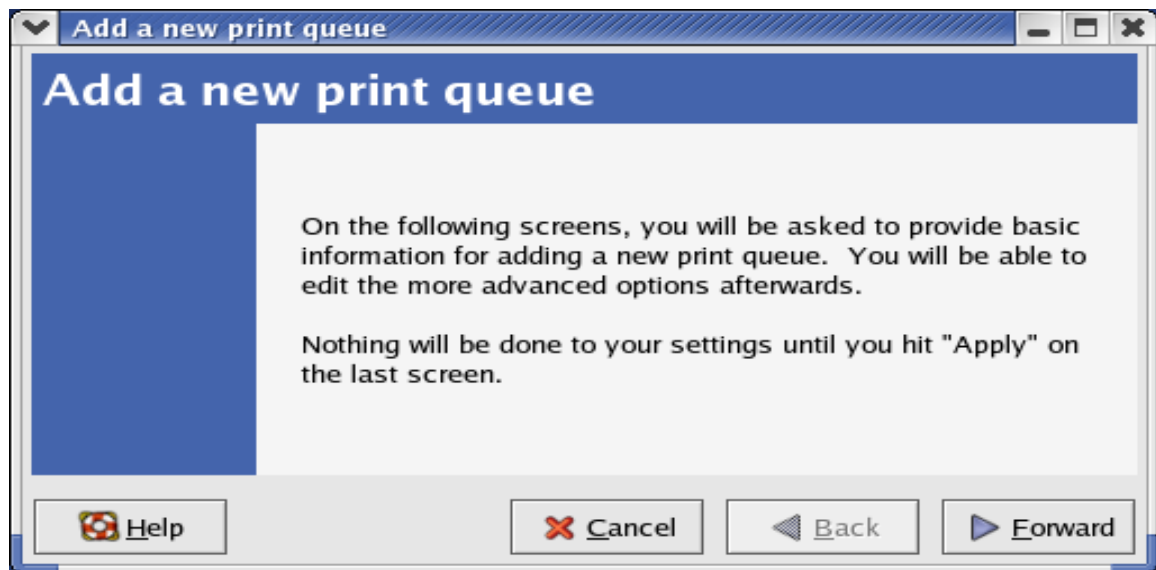 Add a new print queue
Add a new print queue
On the following screens, you will be asked to provide basic
information for adding a new print queue.  You will be able to
edit the more advanced options afterwards.
Nothing will be done to your settings until you hit "Apply" on
the last screen.
Help
Cancel
Back
Forward